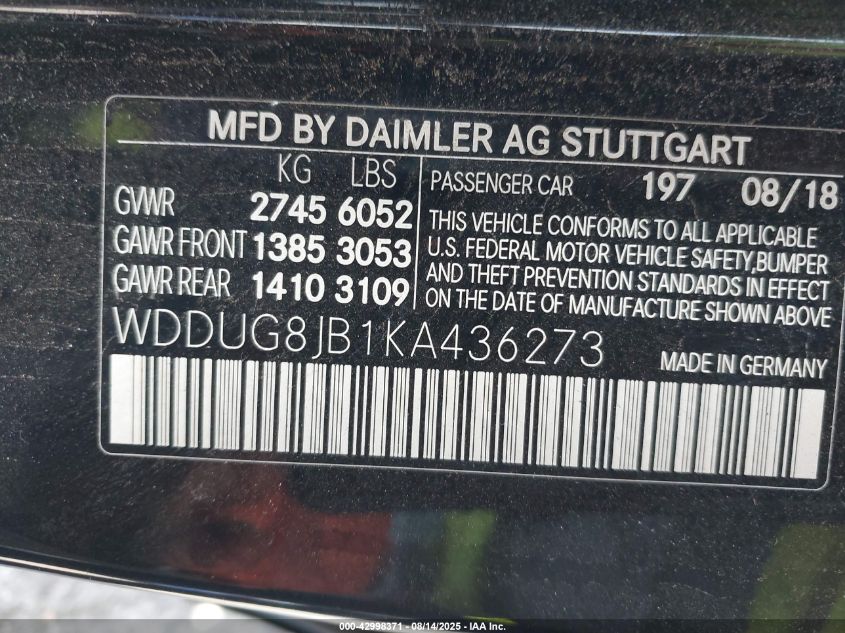 MFD BY DAIMLER AG STUTTGART
KG LBS
GVWR 2745 6052
GAWR FRONT 1385 3053
GAWR REAR 1410 3109
PASSENGER CAR 197 08/18
THIS VEHICLE CONFORMS TO ALL APPLICABLE
U.S. FEDERAL MOTOR VEHICLE SAFETY,BUMPER
AND THEFT PREVENTION STANDARDS IN EFFECT
ON THE DATE OF MANUFACTURE SHOWN ABOVE
WDDUG8JB1KA436273
MADE IN GERMANY
000-42998371 - 08/14/2025 - IAA Inc.